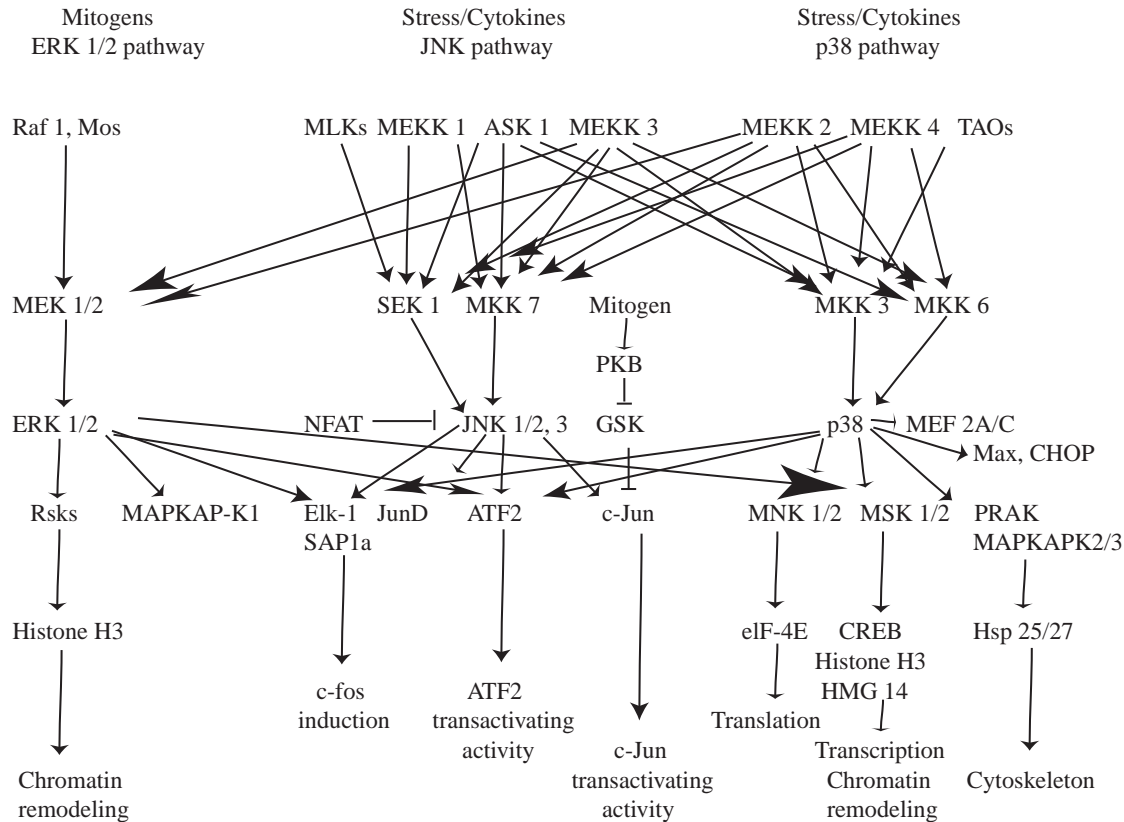 Mitogens
ERK 1/2 pathway
Stress/Cytokines
JNK pathway
Stress/Cytokines
p38 pathway
Raf 1, Mos
MLKs MEKK 1 ASK 1 MEKK 3 MEKK 2 MEKK 4 TAOs
MEK 1/2
SEK 1 MKK 7 Mitogen
MKK 3 MKK 6
PKB
ERK 1/2
NFAT
JNK 1/2, 3
GSK
p38
MEF 2A/C
Max, CHOP
Rsks
MAPKAP-K1
Elk-1
SAP1a
JunD
ATF2
c-Jun
MNK 1/2
MSK 1/2
PRAK
MAPKAPK2/3
Histone H3
elF-4E
CREB
Histone H3
HMG 14
Hsp 25/27
c-fos
induction
ATF2
transactivating
activity
c-Jun
transactivating
activity
Translation
Transcription
Chromatin
remodeling
Cytoskeleton
Chromatin
remodeling